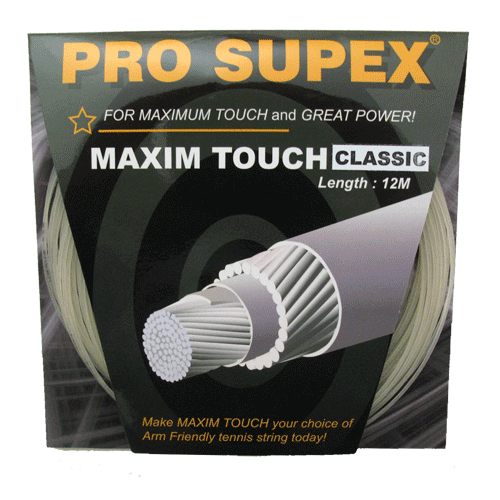 PRO SUPEX®
FOR MAXIMUM TOUCH and GREAT POWER!
MAXIM TOUCH CLASSIC
Length : 12M
Make MAXIM TOUCH your choice of
Arm Friendly tennis string today!